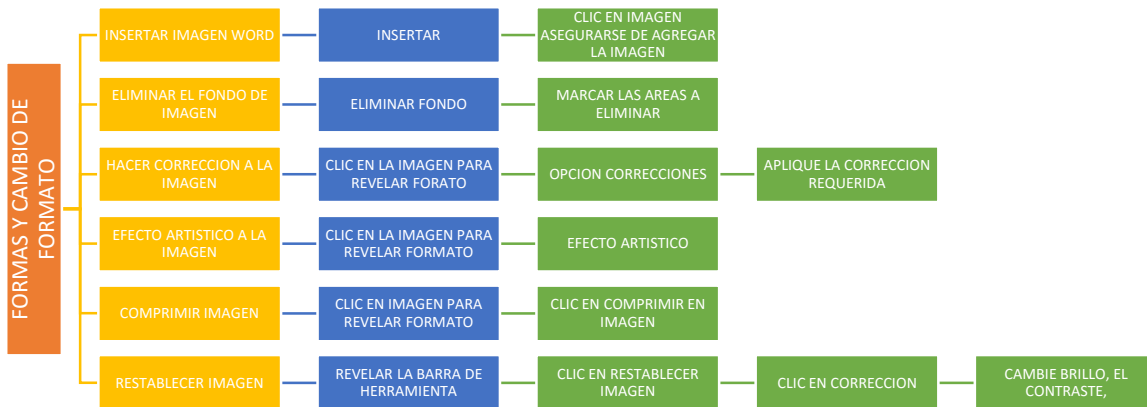 FORMAS Y CAMBIO DE
FORMATO
INSERTAR IMAGEN WORD
INSERTAR
CLIC EN IMAGEN
ASEGURARSE DE AGREGAR
LA IMAGEN
ELIMINAR EL FONDO DE
IMAGEN
ELIMINAR FONDO
MARCAR LAS AREAS A
ELIMINAR
HACER CORRECCION A LA
IMAGEN
CLIC EN LA IMAGEN PARA
REVELAR FORATO
OPCION CORRECCIONES
APLIQUE LA CORRECCION
REQUERIDA
EFECTO ARTISTICO A LA
IMAGEN
CLIC EN LA IMAGEN PARA
REVELAR FORMATO
EFECTO ARTISTICO
COMPRIMIR IMAGEN
CLIC EN IMAGEN PARA
REVELAR FORMATO
CLIC EN COMPRIMIR EN
IMAGEN
RESTABLECER IMAGEN
REVELAR LA BARRA DE
HERRAMIENTA
CLIC EN RESTABLECER
IMAGEN
CLIC EN CORRECCION
CAMBIE BRILLO, EL
CONTRASTE,